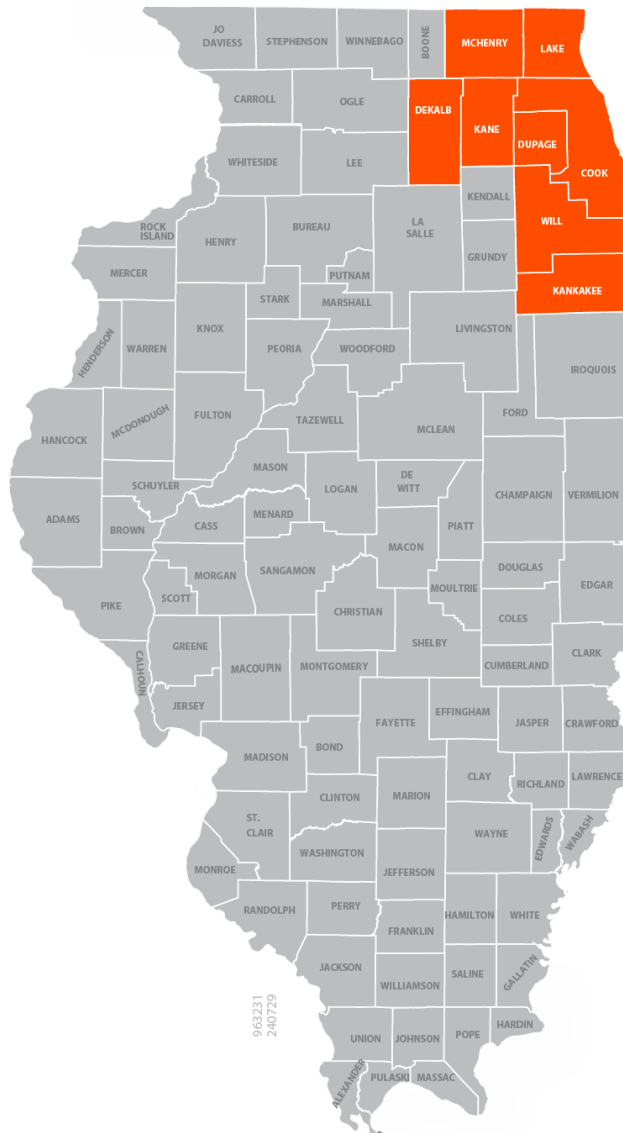 JO
DAVIESS
STEPHENSON
WINNEBAGO
BOONE
MCHENRY
LAKE
CARROLL
OGLE
DEKALB
KANE
DUPAGE
COOK
WHITESIDE
LEE
KENDALL
ROCK
ISLAND
HENRY
BUREAU
LA
SALLE
WILL
GRUNDY
MERCER
PUTNAM
KANKAKEE
STARK
MARSHALL
HENDERSON
WARREN
KNOX
PEORIA
WOODFORD
LIVINGSTON
IROQUOIS
HANCOCK
MCDONOUGH
FULTON
TAZEWELL
MCLEAN
FORD
SCHUYLER
MASON
LOGAN
DE
WITT
CHAMPAIGN
VERMILION
ADAMS
BROWN
CASS
MENARD
PIATT
MACON
PIKE
SCOTT
MORGAN
SANGAMON
CHRISTIAN
MOULTRIE
DOUGLAS
EDGAR
COLES
CALHOUN
GREENE
MACOUPIN
MONTGOMERY
SHELBY
CUMBERLAND
CLARK
JERSEY
FAYETTE
EFFINGHAM
JASPER
CRAWFORD
MADISON
BOND
CLAY
RICHLAND
LAWRENCE
CLINTON
MARION
ST.
CLAIR
WAYNE
EDWARDS
WABASH
WASHINGTON
MONROE
JEFFERSON
RANDOLPH
PERRY
FRANKLIN
HAMILTON
WHITE
JACKSON
WILLIAMSON
SALINE
GALLATIN
963231
240729
UNION
JOHNSON
POPE
HARDIN
ALEXANDER
PULASKI
MASSAC